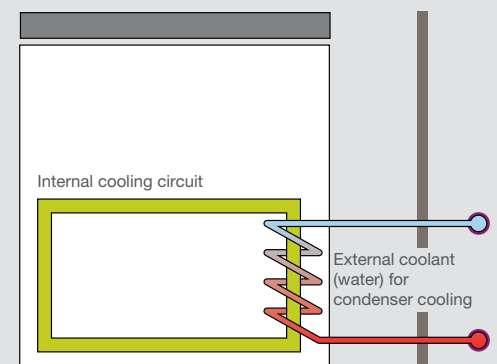 Internal cooling circuit
External coolant
(water) for
condenser cooling